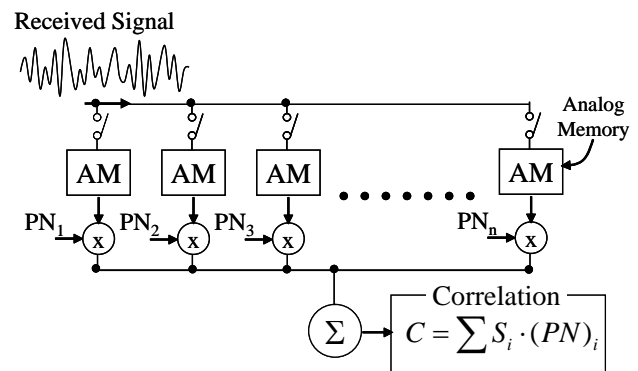 Received Signal
Analog
Memory
AM AM AM AM
PN₁ PN₂ PN₃ PNₙ
x x x x
Correlation
Σ
C = ∑ Sᵢ · (PN)ᵢ